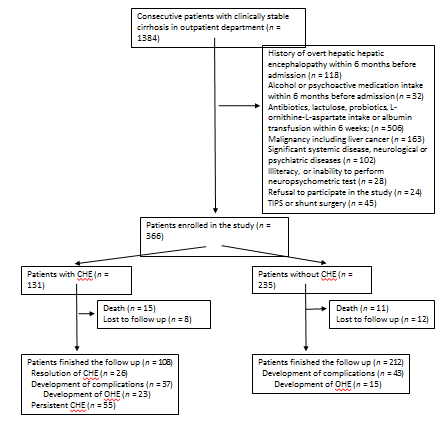 Consecutive patients with clinically stable
cirrhosis in outpatient department (n =
1384)
History of overt hepatic hepatic
encephalopathy within 6 months before
admission (n = 118)
Alcohol or psychoactive medication intake
within 6 months before admission (n = 32)
Antibiotics, lactulose, probiotics, L-
ornithine-L-aspartate intake or albumin
transfusion within 6 weeks; (n = 506)
Malignancy including liver cancer (n = 163)
Significant systemic disease, neurological or
psychiatric diseases (n = 102)
Illiteracy, or inability to perform
neuropsychometric test (n = 28)
Refusal to participate in the study (n = 24)
TIPS or shunt surgery (n = 45)
Patients enrolled in the study (n =
366)
Patients with CHE (n =
131)
Patients without CHE (n =
235)
Death (n = 15)
Lost to follow up (n = 8)
Death (n = 11)
Lost to follow up (n = 12)
Patients finished the follow up (n = 108)
Resolution of CHE (n = 26)
Development of complications (n = 37)
Development of OHE (n = 23)
Persistent CHE (n = 55)
Patients finished the follow up (n = 212)
Development of complications (n = 43)
Development of OHE (n = 15)